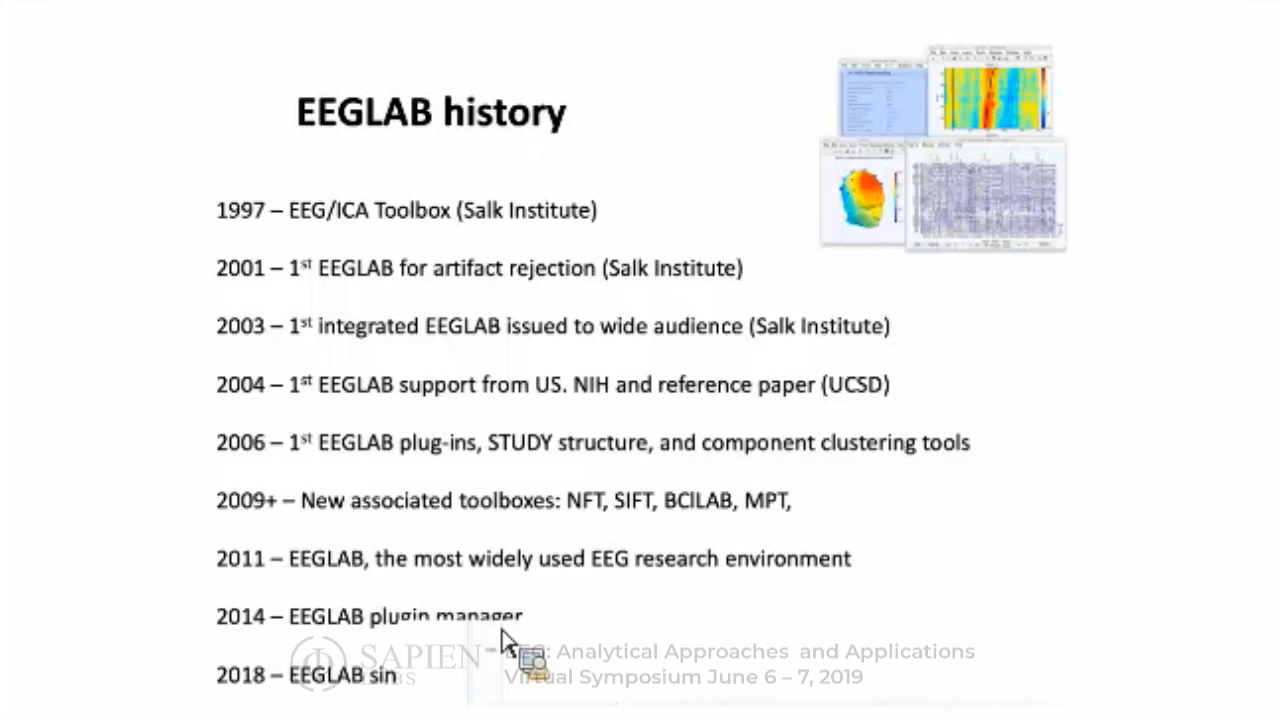 EEGLAB history
1997 – EEG/ICA Toolbox (Salk Institute)
2001 – 1st EEGLAB for artifact rejection (Salk Institute)
2003 – 1st integrated EEGLAB issued to wide audience (Salk Institute)
2004 – 1st EEGLAB support from US. NIH and reference paper (UCSD)
2006 – 1st EEGLAB plug-ins, STUDY structure, and component clustering tools
2009+ – New associated toolboxes: NFT, SIFT, BCILAB, MPT,
2011 – EEGLAB, the most widely used EEG research environment
2014 – EEGLAB plugin manager
2018 – EEGLAB sin
SAPIEN LABS
Analytical Approaches and Applications
Virtual Symposium June 6 – 7, 2019